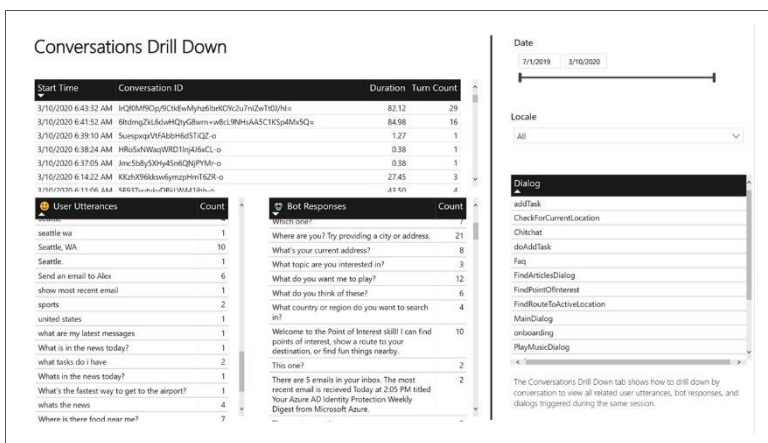 Conversations Drill Down
Start Time Conversation ID Duration Turn Count
3/10/2020 6:43:32 AM 82.12 29
3/10/2020 6:41:52 AM 84.98 16
3/10/2020 6:39:10 AM 1.27 1
3/10/2020 6:38:24 AM 0.38 1
3/10/2020 6:37:05 AM 0.38 1
3/10/2020 6:14:22 AM 27.45 3
3/10/2020 6:11:06 AM 43.50 4
User Utterances Count
Seattle 4
seattle wa 1
Seattle, WA 10
Seattle. 1
Send an email to Alex 6
show most recent email 1
sports 2
united states 1
what are my latest messages 1
What is in the news today? 1
what tasks do i have 2
Whats in the news today? 1
What's the fastest way to get to the airport? 1
whats the news 4
Where is there food near me? 7
Bot Responses Count
Which one? 7
Where are you? Try providing a city or address. 21
What's your current address? 8
What topic are you interested in? 3
What do you want me to play? 12
What do you think of these? 6
What country or region do you want to search 4
in?
Welcome to the Point of Interest skill! I can find 10
points of interest, show a route to your
destination, or find fun things nearby.
This one? 2
There are 5 emails in your inbox. The most 2
recent email is recieved Today at 2:05 PM titled
Your Azure AD Identity Protection Weekly
Digest from Microsoft Azure.
Date
7/1/2019 3/10/2020
Locale
All
Dialog
addTask
CheckForCurrentLocation
Chitchat
doAddTask
Faq
FindArticlesDialog
FindPointOfInterest
FindRouteToActiveLocation
MainDialog
onboarding
PlayMusicDialog
The Conversations Drill Down tab shows how to drill down by
conversation to view all related user utterances, bot responses, and
dialogs triggered during the same session.